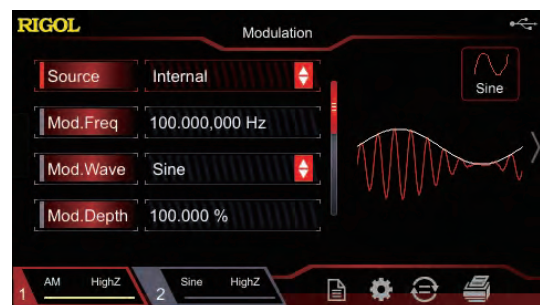 RIGOL
Modulation
Source Internal
Sine
Mod.Freq 100.000,000 Hz
Mod.Wave Sine
Mod.Depth 100.000 %
1 AM HighZ 2 Sine HighZ